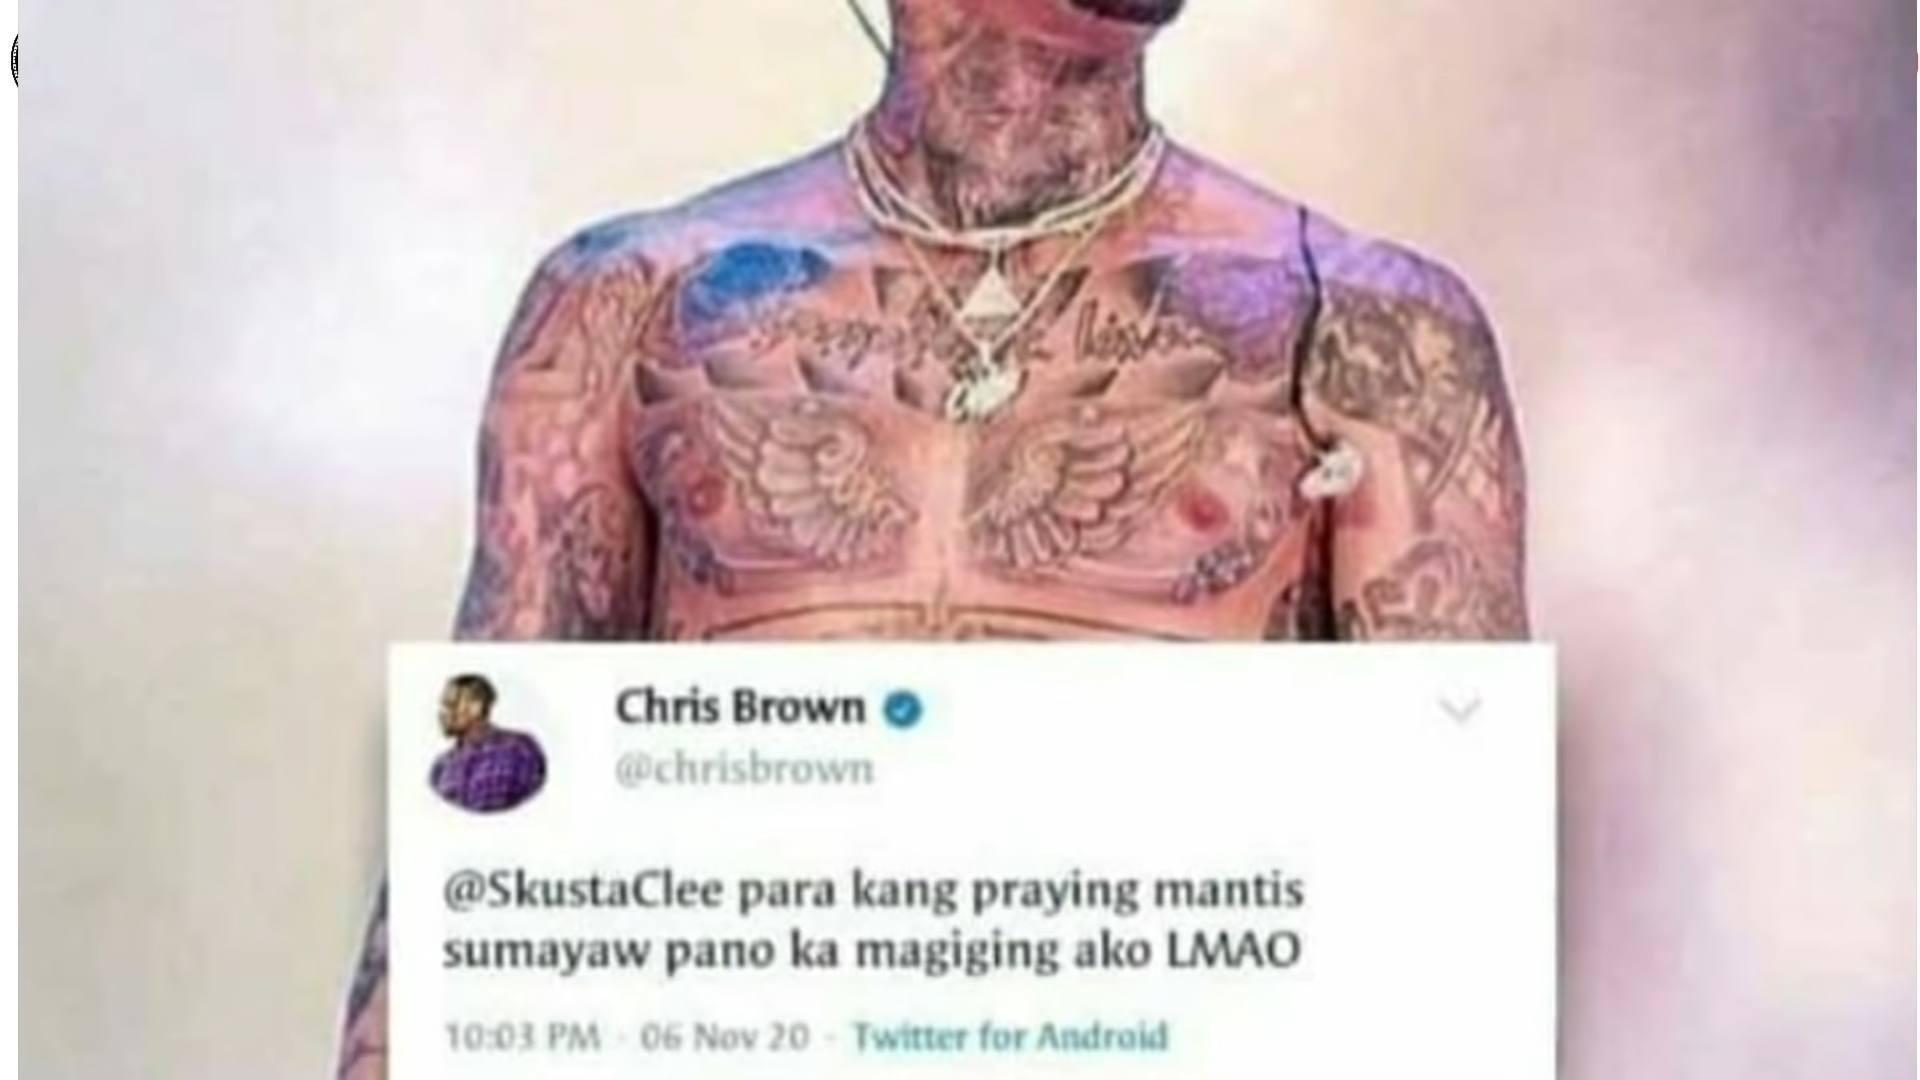 Chris Brown
@chrisbrown
@SkustaClee para kang praying mantis
sumayaw pano ka magiging ako LMAO
10:03 PM · 06 Nov 20 · Twitter for Android